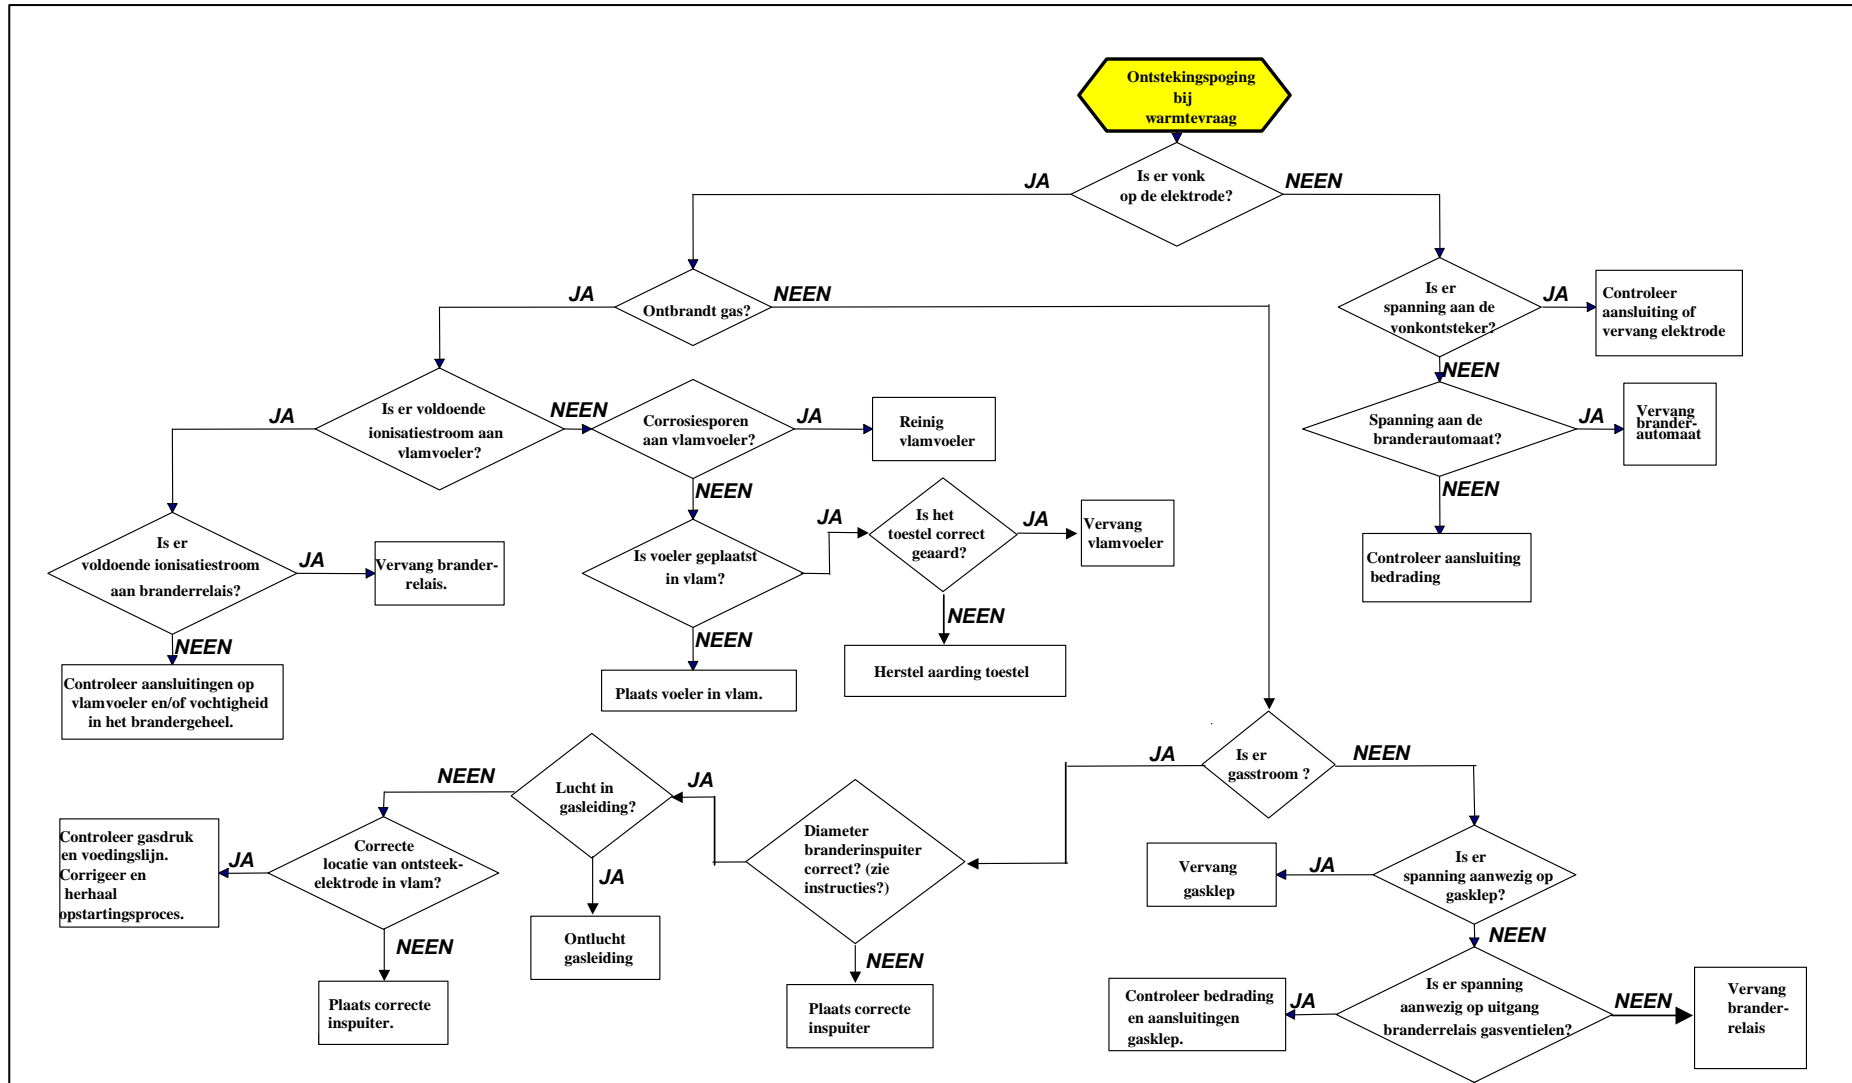 Ontstekingspoging
bij
warmtevraag
Is er vonk
op de elektrode?
JA
NEEN
Ontbrandt gas?
JA
NEEN
Is er
spanning aan de
vonkontsteker?
JA
Controleer
aansluiting of
vervang elektrode
NEEN
Spanning aan de
branderautomaat?
JA
Vervang
brander-
automaat
NEEN
Controleer aansluiting
bedrading
Is er voldoende
ionisatiestroom aan
vlamvoeler?
JA
NEEN
Corrosiesporen
aan vlamvoeler?
JA
Reinig
vlamvoeler
NEEN
Is voeler geplaatst
in vlam?
JA
Is het
toestel correct
geaard?
JA
Vervang
vlamvoeler
NEEN
Herstel aarding toestel
NEEN
Plaats voeler in vlam.
Is er
voldoende ionisatiestroom
aan branderrelais?
JA
Vervang brander-
relais.
NEEN
Controleer aansluitingen op
vlamvoeler en/of vochtigheid
in het brandergeheel.
Is er
gasstroom ?
JA
NEEN
Diameter
branderinspuiter
correct? (zie
instructies?)
JA
NEEN
Plaats correcte
inspuiter
Lucht in
gasleiding?
JA
Ontlucht
gasleiding
NEEN
Correcte
locatie van ontsteek-
elektrode in vlam?
JA
Controleer gasdruk
en voedingslijn.
Corrigeer en
herhaal
opstartingsproces.
NEEN
Plaats correcte
inspuiter.
Is er
spanning aanwezig op
gasklep?
JA
Vervang
gasklep
NEEN
Is er spanning
aanwezig op uitgang
branderrelais gasventielen?
JA
Controleer bedrading
en aansluitingen
gasklep.
NEEN
Vervang
brander-
relais